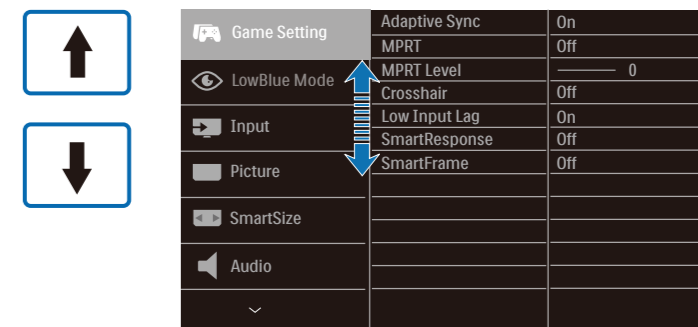 Game Setting
LowBlue Mode
Input
Picture
SmartSize
Audio
Adaptive Sync On
MPRT Off
MPRT Level 0
Crosshair Off
Low Input Lag On
SmartResponse Off
SmartFrame Off